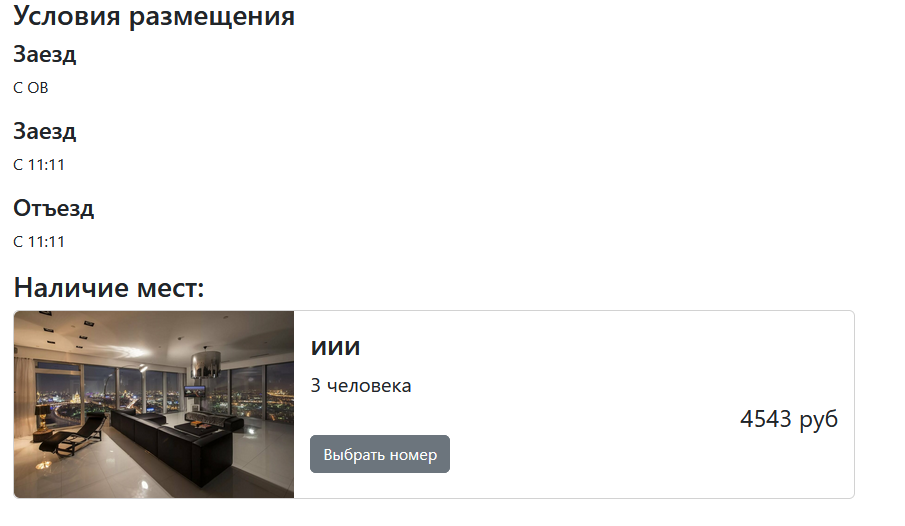 Условия размещения
Заезд
С ОВ
Заезд
С 11:11
Отъезд
С 11:11
Наличие мест:
иии
3 человека
4543 руб
Выбрать номер